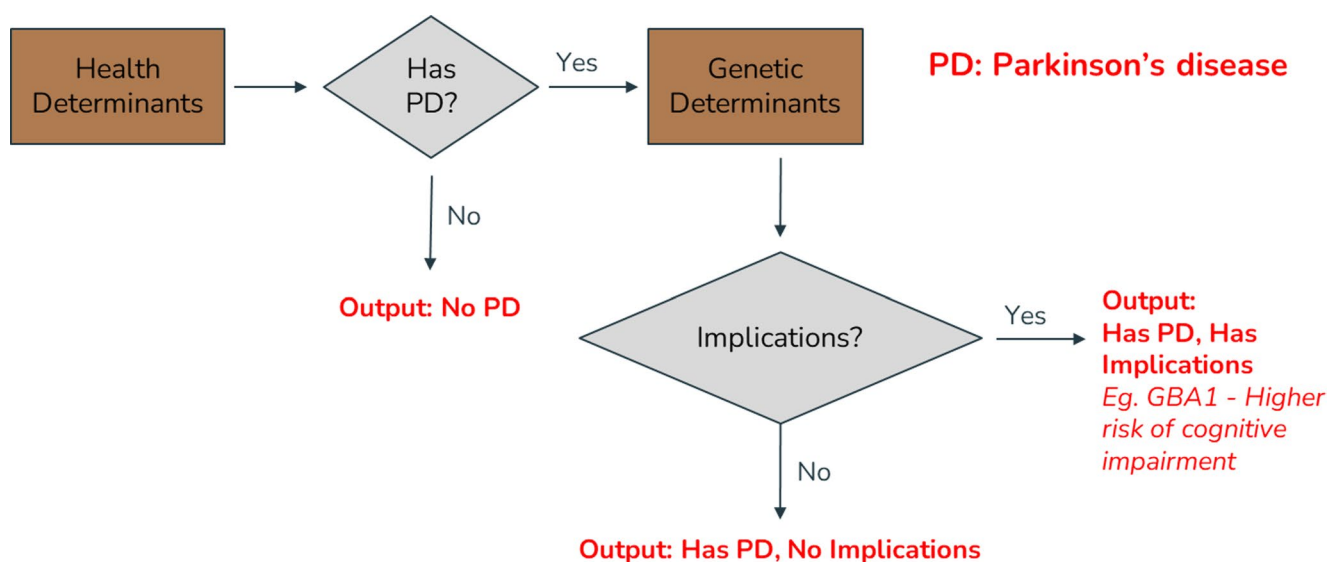 Health
Determinants
Has
PD?
Yes
Genetic
Determinants
PD: Parkinson's disease
No
Output: No PD
Implications?
Yes
Output:
Has PD, Has
Implications
Eg. GBA1 - Higher
risk of cognitive
impairment
No
Output: Has PD, No Implications